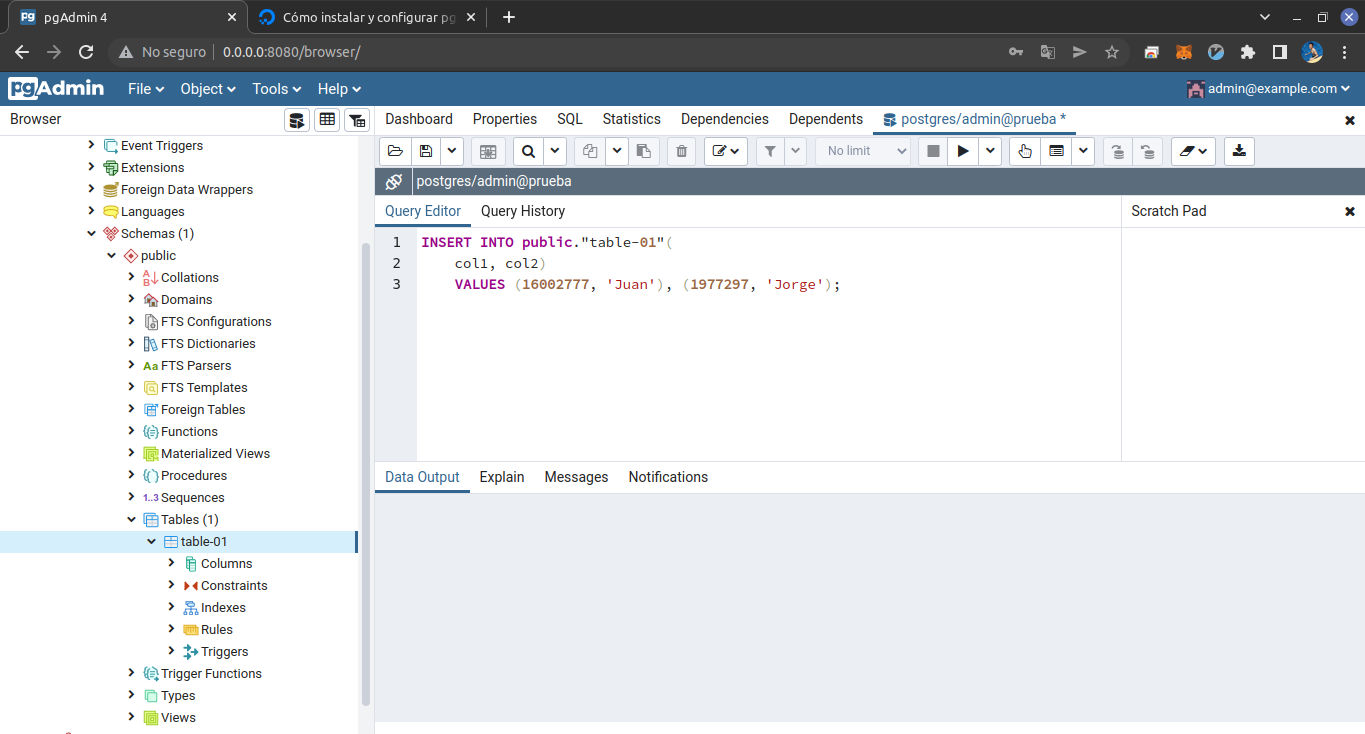 pgAdmin 4
Cómo instalar y configurar pg
No seguro 0.0.0.0:8080/browser/
pgAdmin File Object Tools Help admin@example.com
Browser
Dashboard Properties SQL Statistics Dependencies Dependents postgres/admin@prueba *
No limit
postgres/admin@prueba
Query Editor Query History
Scratch Pad
1 INSERT INTO public."table-01"(
2 col1, col2)
3 VALUES (16002777, 'Juan'), (1977297, 'Jorge');
Data Output Explain Messages Notifications
Event Triggers
Extensions
Foreign Data Wrappers
Languages
Schemas (1)
public
Collations
Domains
FTS Configurations
FTS Dictionaries
Aa FTS Parsers
FTS Templates
Foreign Tables
Functions
Materialized Views
Procedures
1..3 Sequences
Tables (1)
table-01
Columns
Constraints
Indexes
Rules
Triggers
Trigger Functions
Types
Views